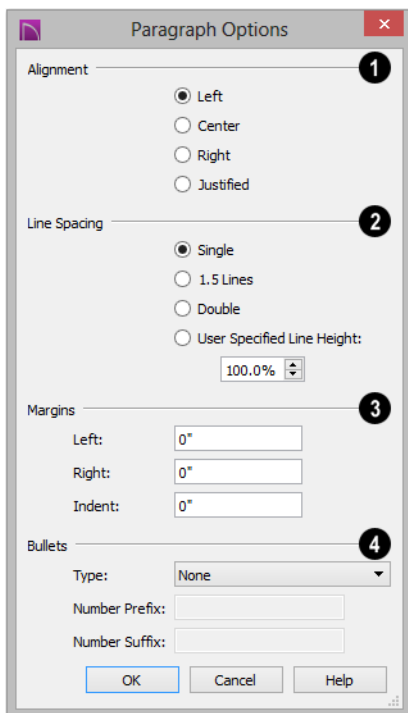 Paragraph Options
Alignment 1
Left
Center
Right
Justified
Line Spacing 2
Single
1.5 Lines
Double
User Specified Line Height:
100.0%
Margins 3
Left: 0"
Right: 0"
Indent: 0"
Bullets 4
Type: None
Number Prefix:
Number Suffix:
OK Cancel Help